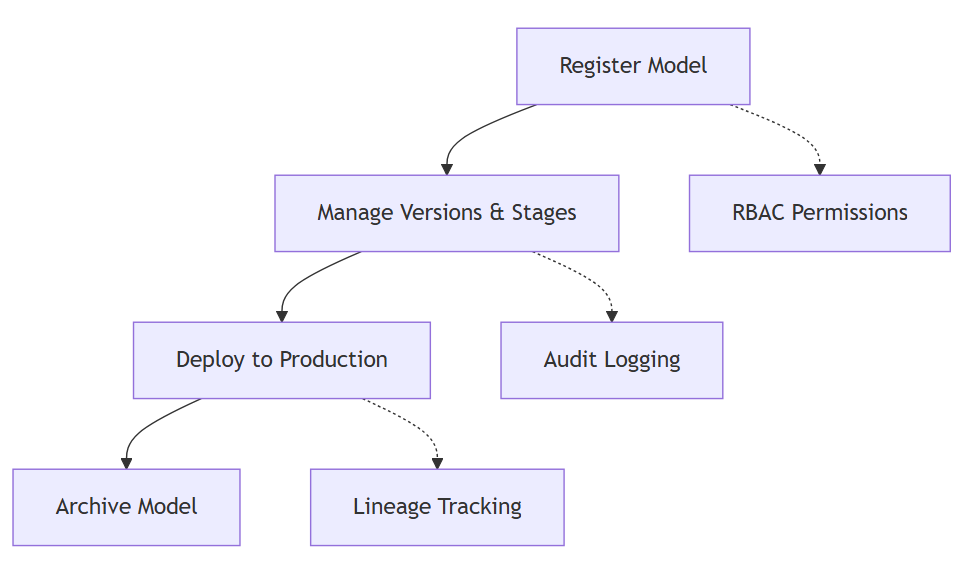 Register Model
Manage Versions & Stages
RBAC Permissions
Deploy to Production
Audit Logging
Archive Model
Lineage Tracking